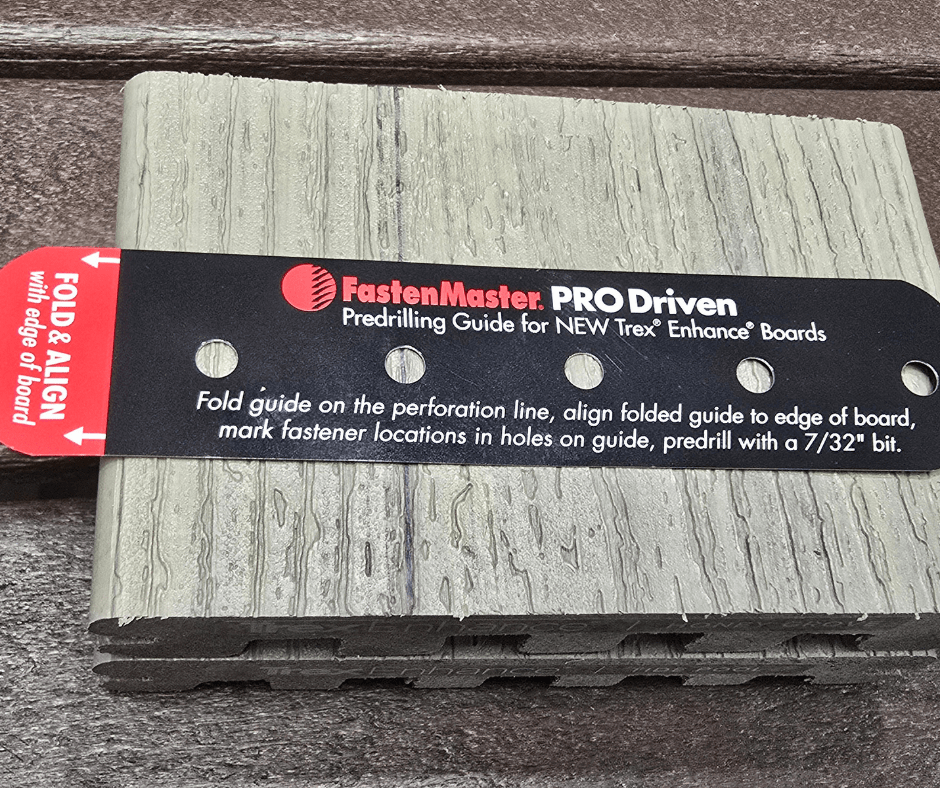 FOLD & ALIGN
with edge of board
FastenMaster. PRO Driven
Predrilling Guide for NEW Trex® Enhance® Boards
Fold guide on the perforation line, align folded guide to edge of board,
mark fastener locations in holes on guide, predrill with a 7/32" bit.